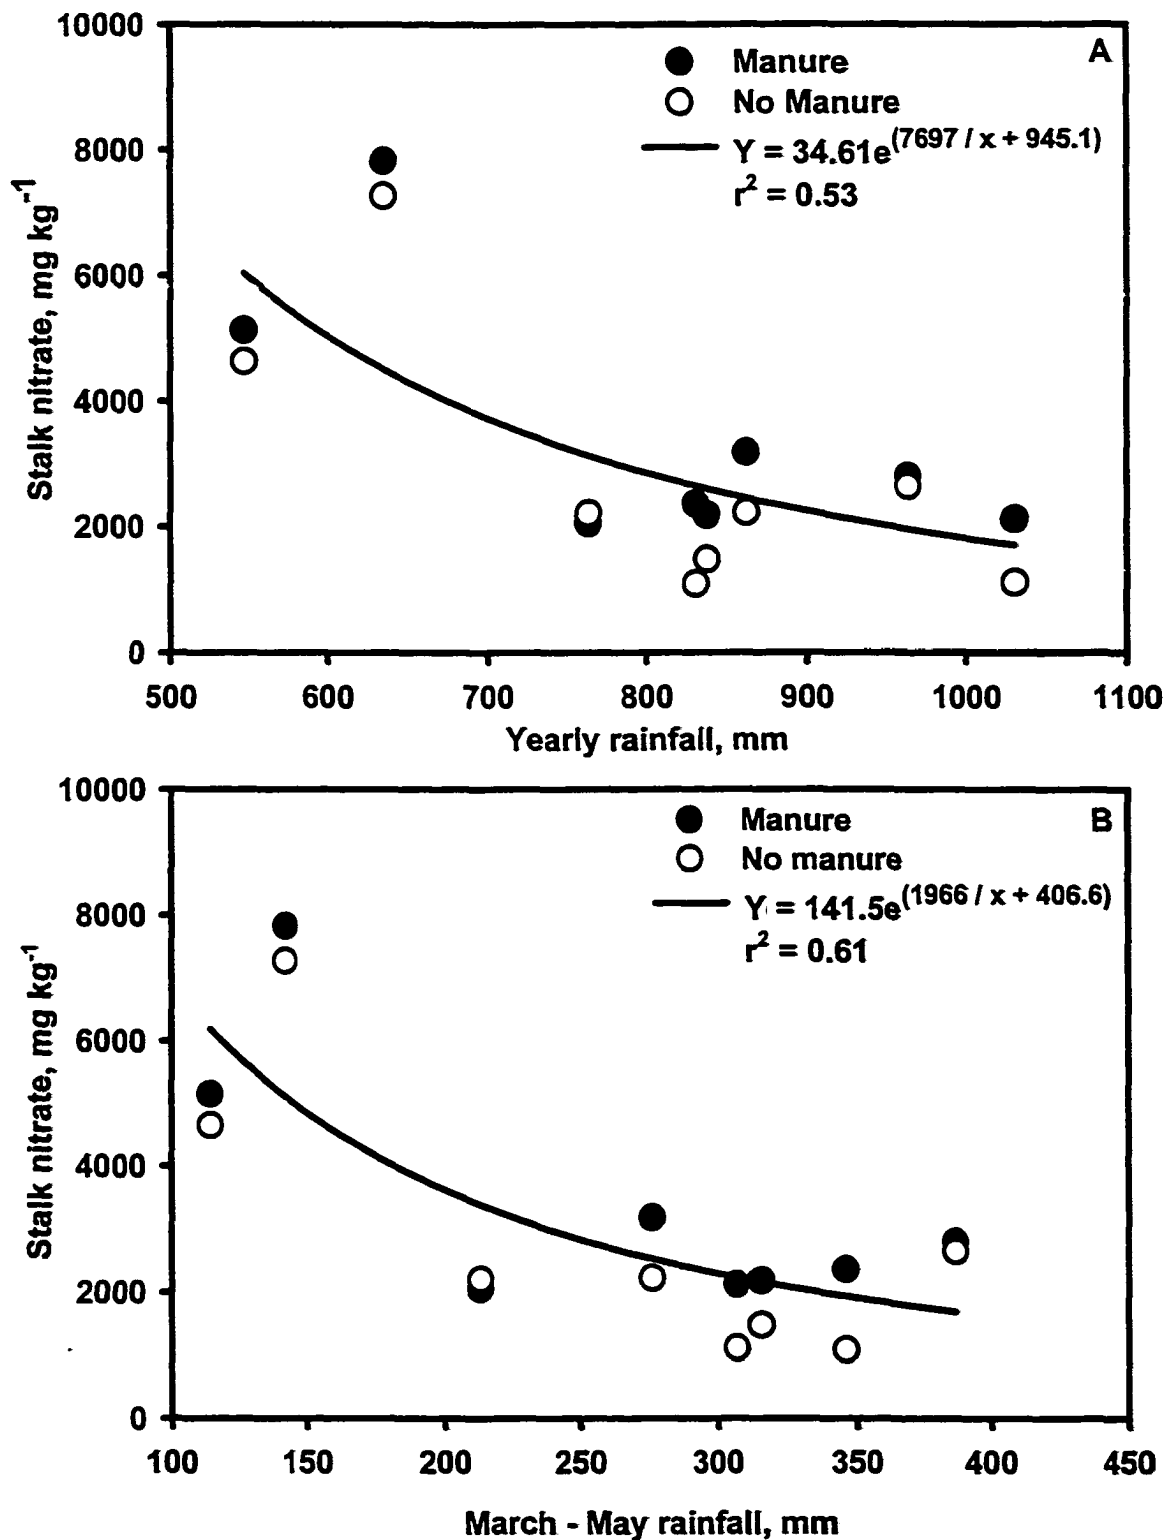 A
Manure
No Manure
Y = 34.61e^(7697 / x + 945.1)
r² = 0.53
10000
8000
6000
4000
2000
0
Stalk nitrate, mg kg⁻¹
500 600 700 800 900 1000 1100
Yearly rainfall, mm
B
Manure
No manure
Y = 141.5e^(1966 / x + 406.6)
r² = 0.61
10000
8000
6000
4000
2000
0
Stalk nitrate, mg kg⁻¹
100 150 200 250 300 350 400 450
March - May rainfall, mm